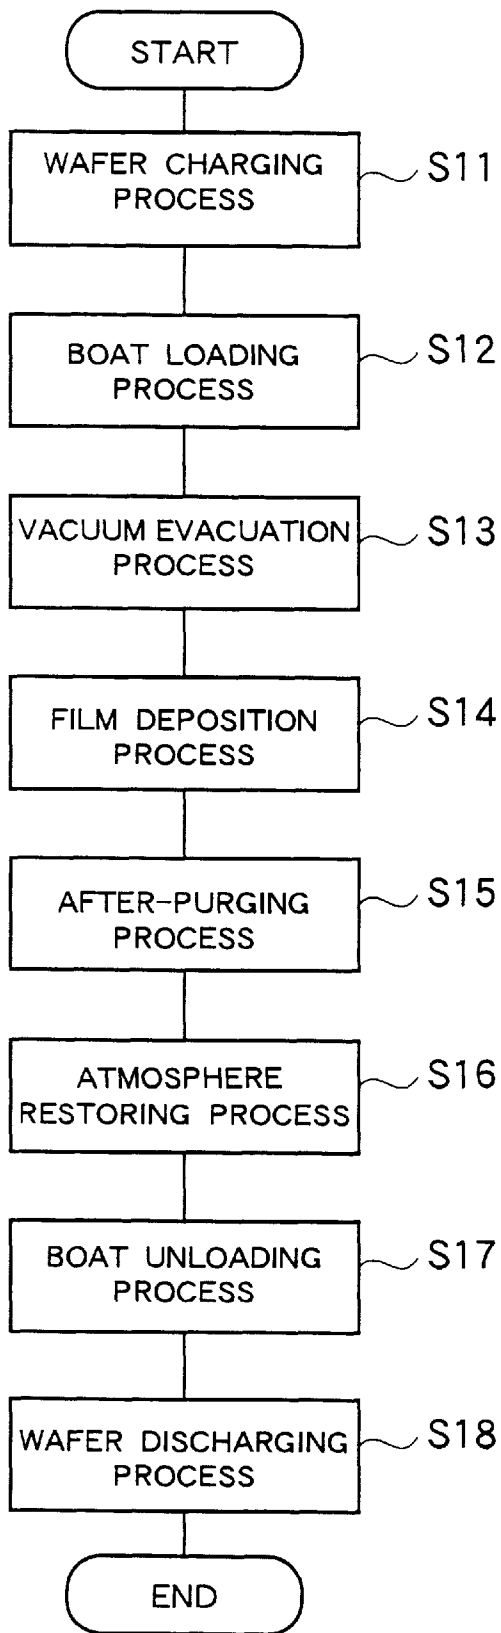 START
WAFER CHARGING
PROCESS
S11
BOAT LOADING
PROCESS
S12
VACUUM EVACUATION
PROCESS
S13
FILM DEPOSITION
PROCESS
S14
AFTER-PURGING
PROCESS
S15
ATMOSPHERE
RESTORING PROCESS
S16
BOAT UNLOADING
PROCESS
S17
WAFER DISCHARGING
PROCESS
S18
END